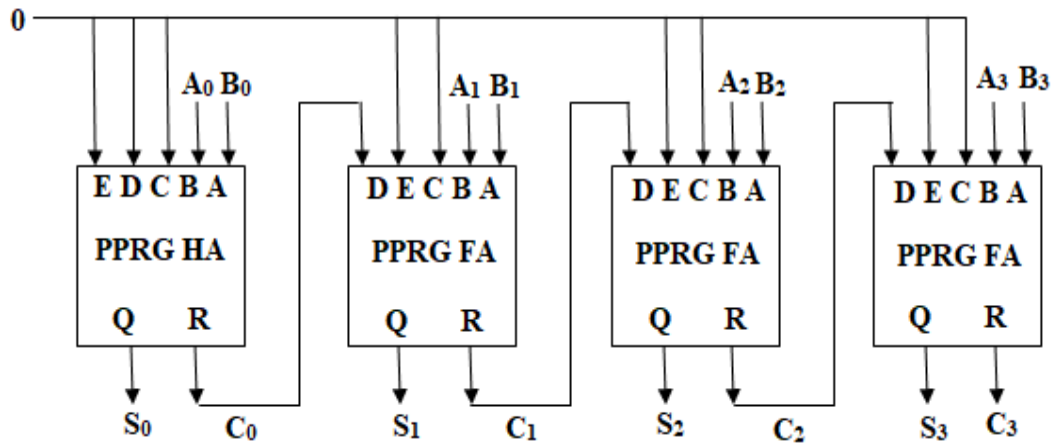 0
A₀ B₀
A₁ B₁
A₂ B₂
A₃ B₃
E D C B A
D E C B A
D E C B A
D E C B A
PPRG HA
PPRG FA
PPRG FA
PPRG FA
Q R
Q R
Q R
Q R
S₀ C₀
S₁ C₁
S₂ C₂
S₃ C₃